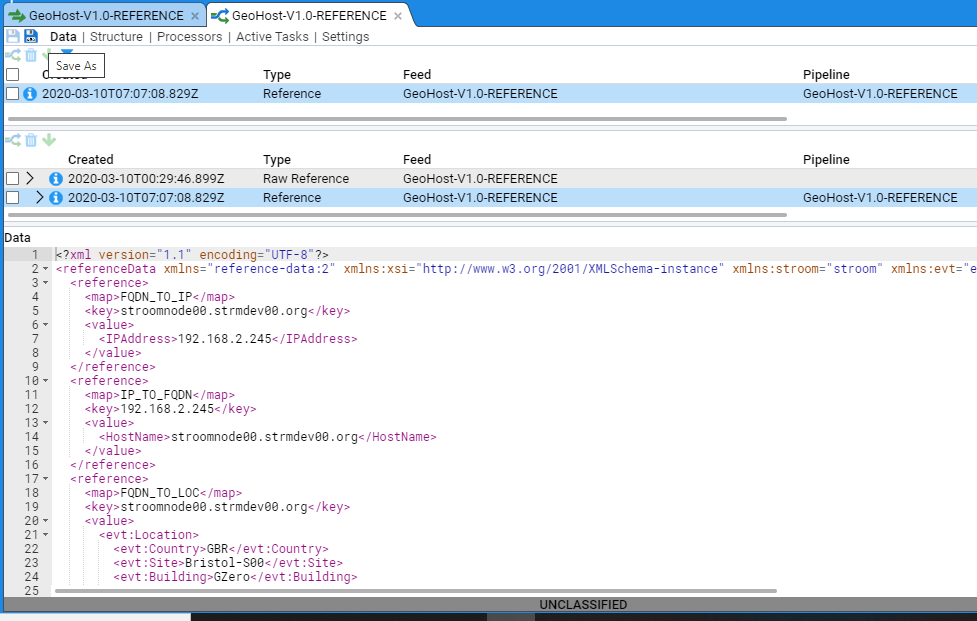 GeoHost-V1.0-REFERENCE × GeoHost-V1.0-REFERENCE ×
Data | Structure | Processors | Active Tasks | Settings
Save As
Type Feed Pipeline
2020-03-10T07:07:08.829Z Reference GeoHost-V1.0-REFERENCE GeoHost-V1.0-REFERENCE
Created Type Feed Pipeline
2020-03-10T00:29:46.899Z Raw Reference GeoHost-V1.0-REFERENCE
2020-03-10T07:07:08.829Z Reference GeoHost-V1.0-REFERENCE GeoHost-V1.0-REFERENCE
Data
1 <?xml version="1.1" encoding="UTF-8"?>
2 <referenceData xmlns="reference-data:2" xmlns:xsi="http://www.w3.org/2001/XMLSchema-instance" xmlns:stroom="stroom" xmlns:evt="e
3 <reference>
4 <map>FQDN_TO_IP</map>
5 <key>stroomnode00.strmdev00.org</key>
6 <value>
7 <IPAddress>192.168.2.245</IPAddress>
8 </value>
9 </reference>
10 <reference>
11 <map>IP_TO_FQDN</map>
12 <key>192.168.2.245</key>
13 <value>
14 <HostName>stroomnode00.strmdev00.org</HostName>
15 </value>
16 </reference>
17 <reference>
18 <map>FQDN_TO_LOC</map>
19 <key>stroomnode00.strmdev00.org</key>
20 <value>
21 <evt:Location>
22 <evt:Country>GBR</evt:Country>
23 <evt:Site>Bristol-S00</evt:Site>
24 <evt:Building>GZero</evt:Building>
25
UNCLASSIFIED